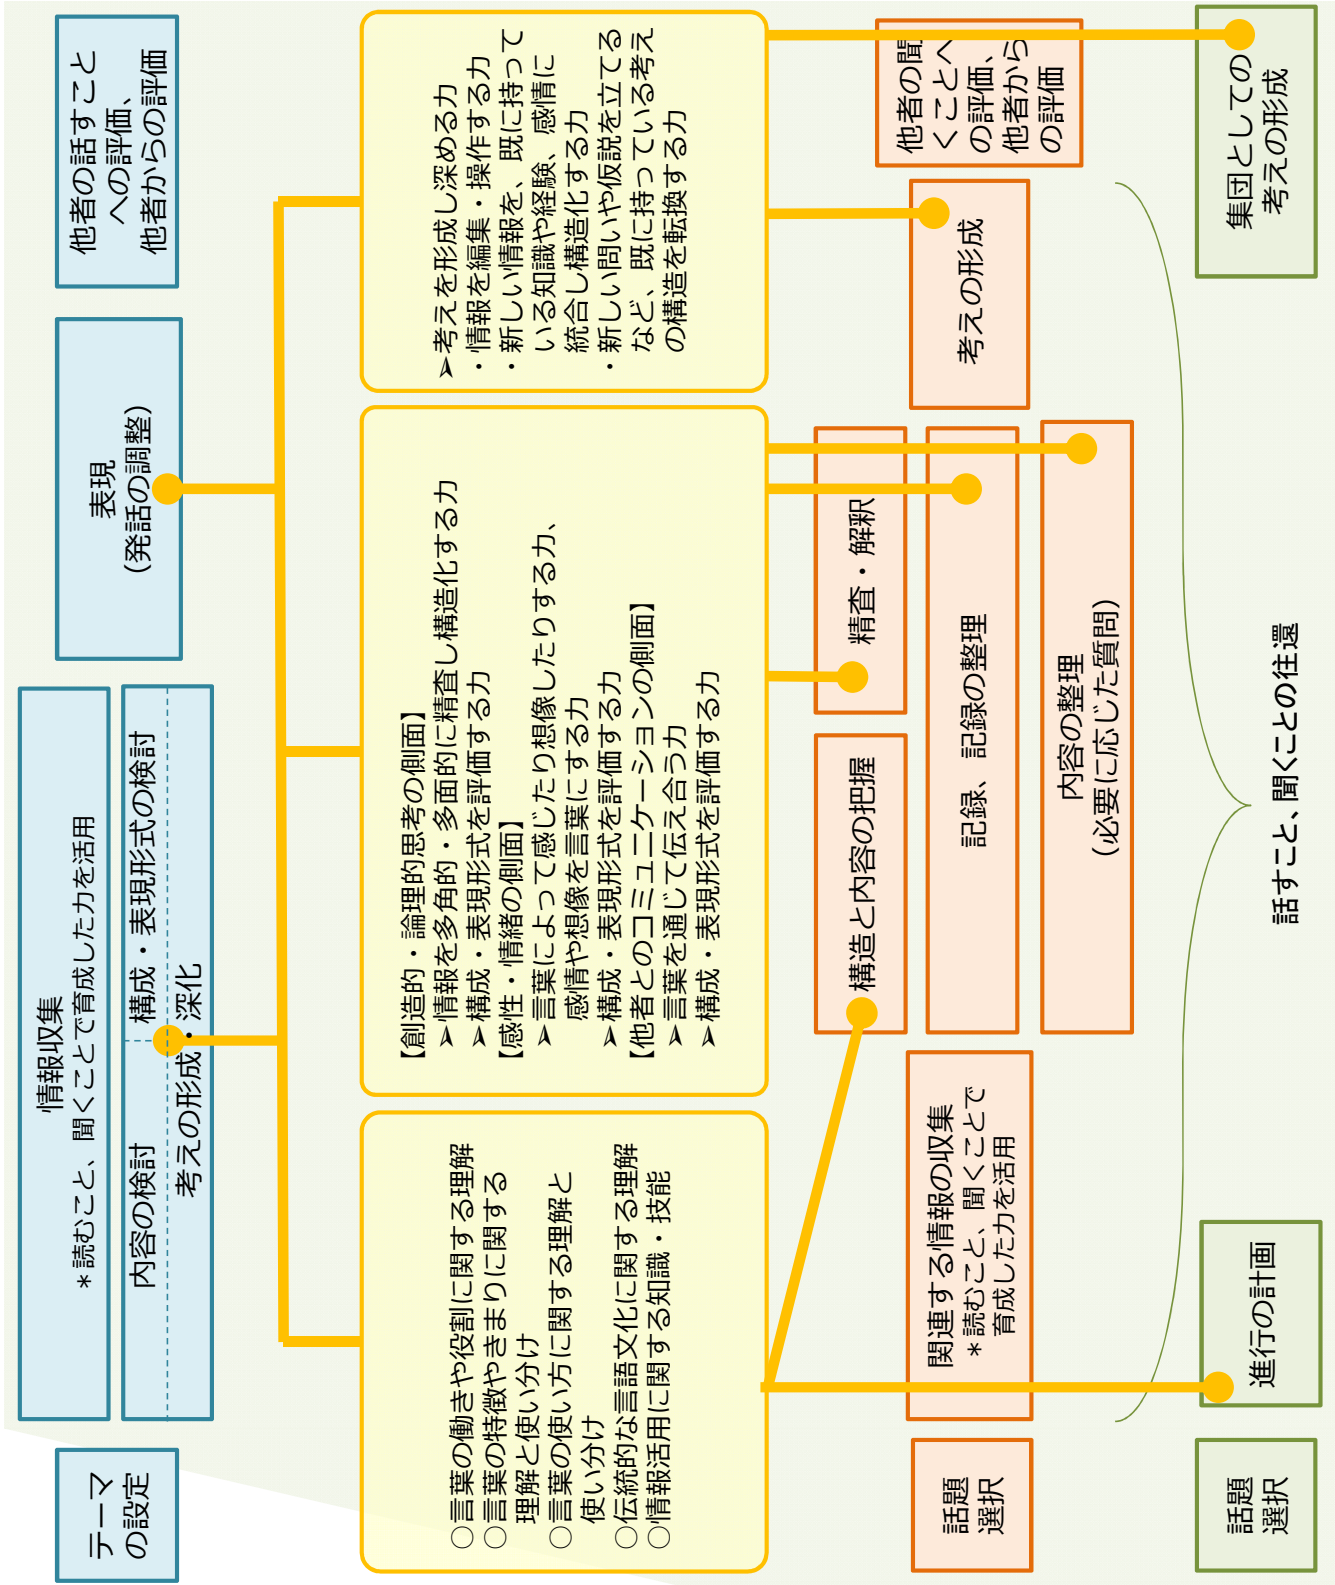 テーマ
の設定
情報収集
＊読むこと、聞くことで育成した力を活用
内容の検討
構成・表現形式の検討
考えの形成・深化
表現
(発話の調整)
他者の話すこと
への評価、
他者からの評価
○言葉の働きや役割に関する理解
○言葉の特徴やきまりに関する
理解と使い分け
○言葉の使い方に関する理解と
使い分け
○伝統的な言語文化に関する理解
○情報活用に関する知識・技能
【創造的・論理的思考の側面】
➢情報を多角的・多面的に精査し構造化する力
➢構成・表現形式を評価する力
【感性・情緒の側面】
➢言葉によって感じたり想像したりする力、
感情や想像を言葉にする力
➢構成・表現形式を評価する力
【他者とのコミュニケーションの側面】
➢言葉を通じて伝え合う力
➢構成・表現形式を評価する力
➢考えを形成し深める力
・情報を編集・操作する力
・新しい情報を、既に持って
いる知識や経験、感情に
統合し構造化する力
・新しい問いや仮説を立てる
など、既に持っている考え
の構造を転換する力
話題
選択
関連する情報の収集
＊読むこと、聞くことで
育成した力を活用
構造と内容の把握
精査・解釈
記録、記録の整理
内容の整理
(必要に応じた質問)
考えの形成
他者の聞
くことへ
の評価、
他者から
の評価
話すこと、聞くことの往還
話題
選択
進行の計画
集団としての
考えの形成